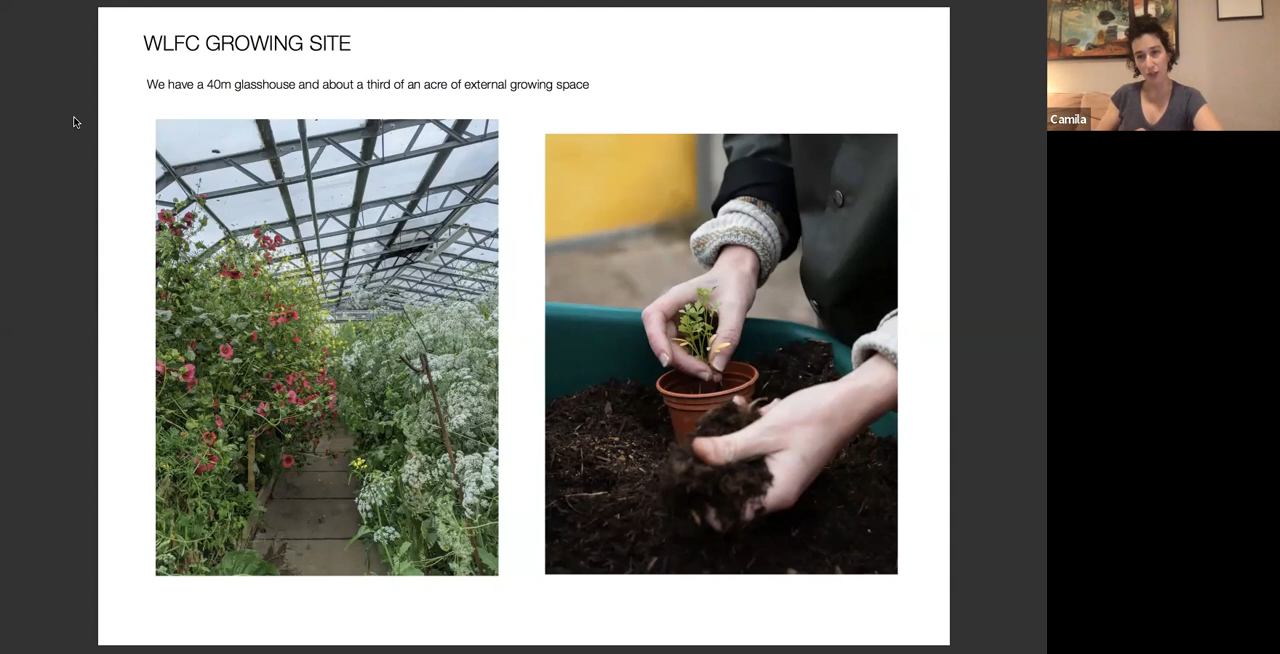 WLFC GROWING SITE
We have a 40m glasshouse and about a third of an acre of external growing space
Camila